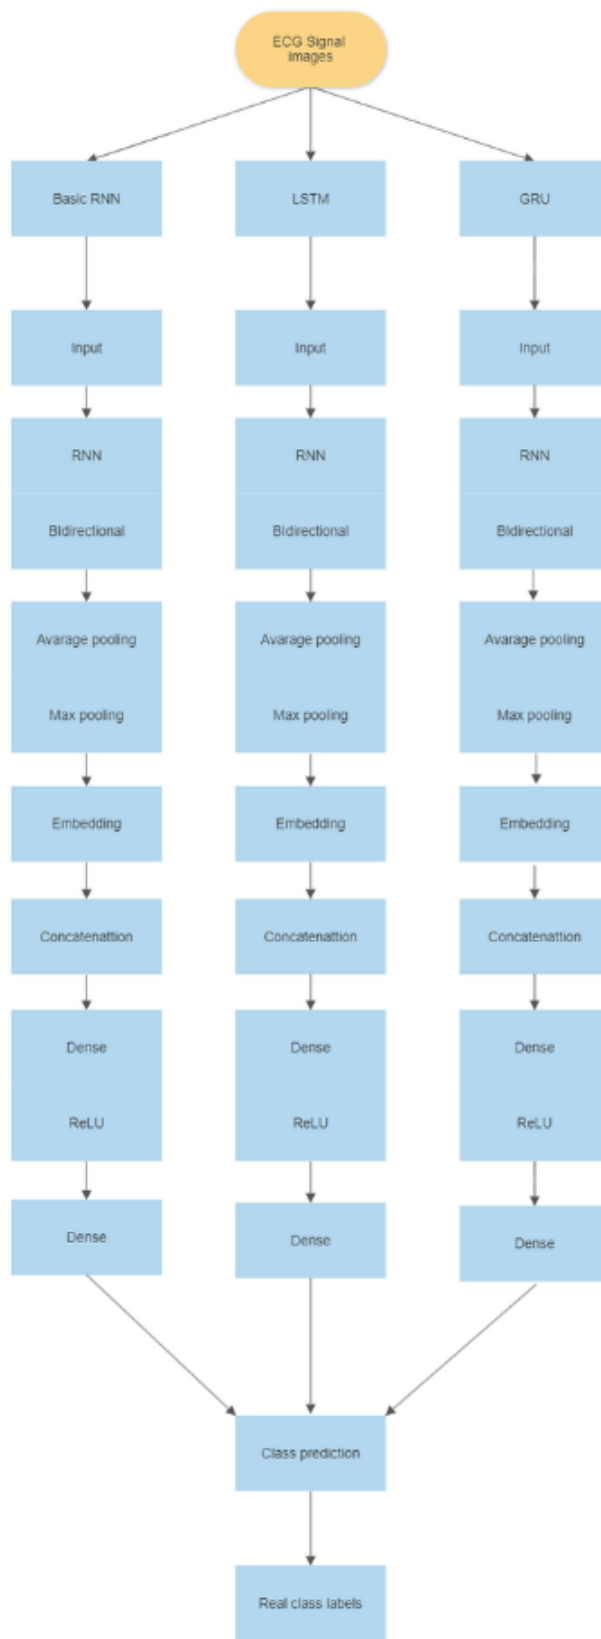 ECG Signal
images
Basic RNN
LSTM
GRU
Input
Input
Input
RNN
RNN
RNN
BIdirectional
BIdirectional
BIdirectional
Avarage pooling
Avarage pooling
Avarage pooling
Max pooling
Max pooling
Max pooling
Embedding
Embedding
Embedding
Concatenattion
Concatenattion
Concatenattion
Dense
Dense
Dense
ReLU
ReLU
ReLU
Dense
Dense
Dense
Class prediction
Real class labels